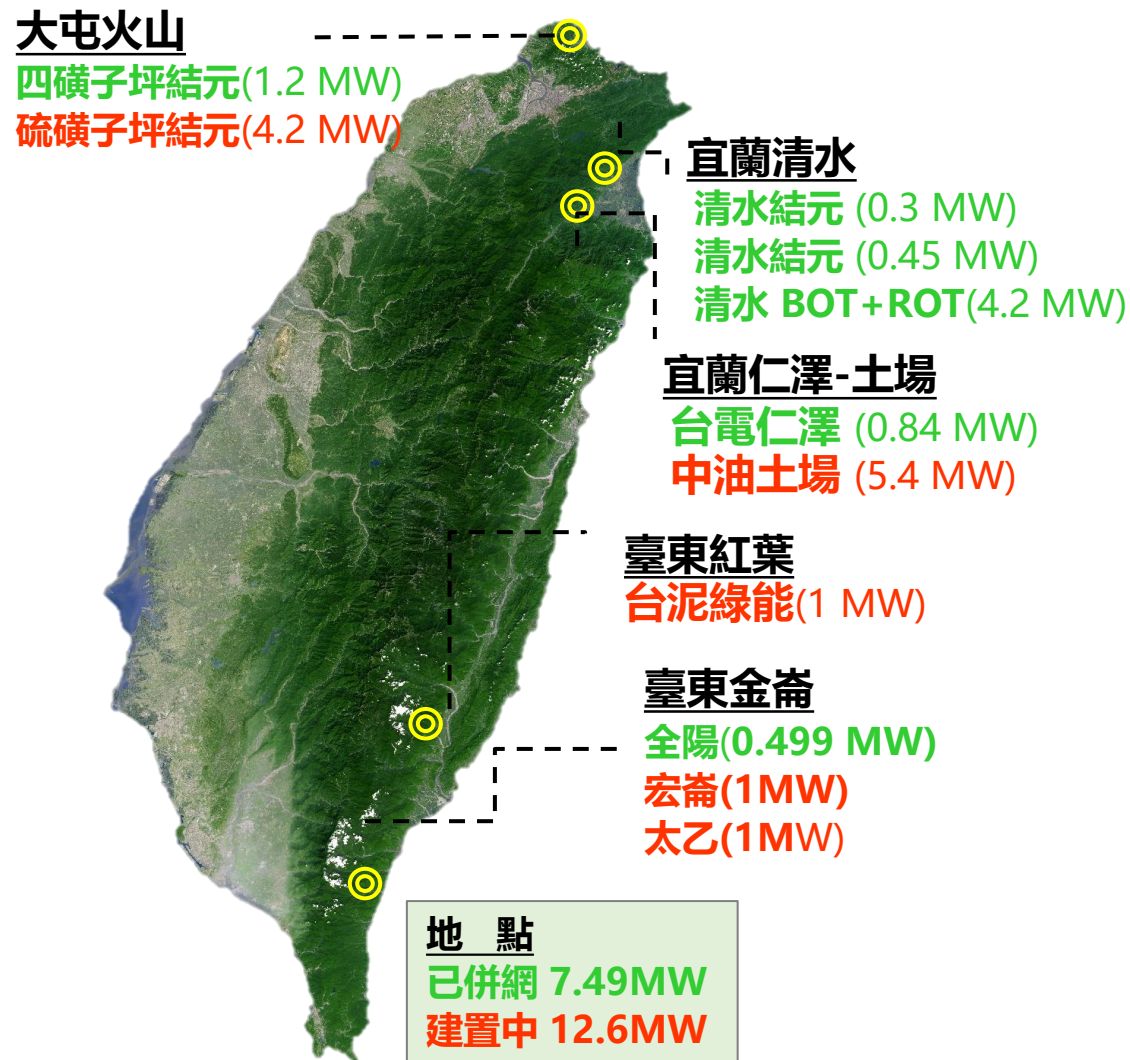 大屯火山
四磺子坪結元(1.2 MW)
硫磺子坪結元(4.2 MW)
宜蘭清水
清水結元 (0.3 MW)
清水結元 (0.45 MW)
清水 BOT+ROT(4.2 MW)
宜蘭仁澤-土場
台電仁澤 (0.84 MW)
中油土場 (5.4 MW)
臺東紅葉
台泥綠能(1 MW)
臺東金崙
全陽(0.499 MW)
宏崙(1MW)
太乙(1MW)
地 點
已併網 7.49MW
建置中 12.6MW